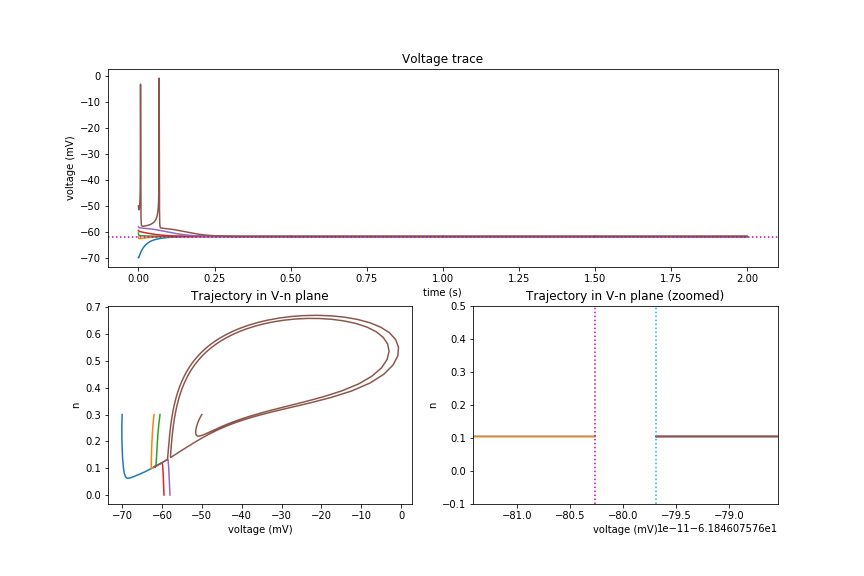 Voltage trace
voltage (mV)
0
−10
−20
−30
−40
−50
−60
−70
0.00 0.25 0.50 0.75 1.00 1.25 1.50 1.75 2.00
time (s)
Trajectory in V-n plane
n
0.7
0.6
0.5
0.4
0.3
0.2
0.1
0.0
−70 −60 −50 −40 −30 −20 −10 0
voltage (mV)
Trajectory in V-n plane (zoomed)
n
0.5
0.4
0.3
0.2
0.1
0.0
−0.1
−81.0 −80.5 −80.0 −79.5 −79.0
voltage (mV)
1e−11−6.184607576e1